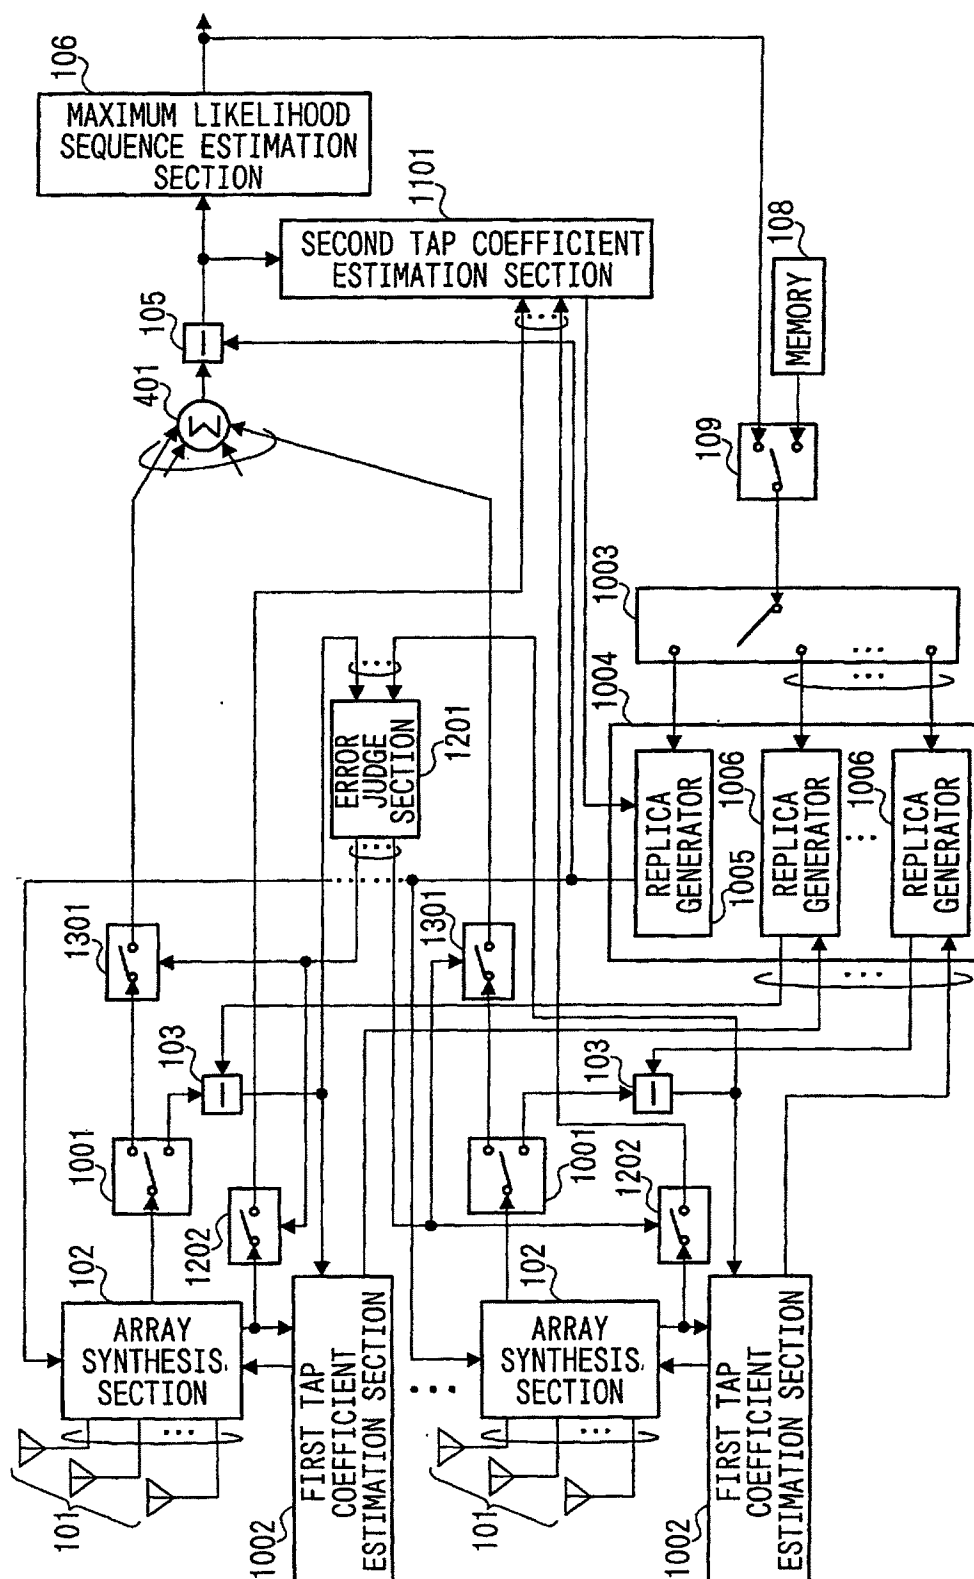 106
MAXIMUM LIKELIHOOD
SEQUENCE ESTIMATION
SECTION
1101
SECOND TAP COEFFICIENT
ESTIMATION SECTION
108
MEMORY
105
401
Σ
109
1003
1004
ERROR
JUDGE
SECTION
1201
REPLICA
GENERATOR
1005
REPLICA
GENERATOR
1006
REPLICA
GENERATOR
1006
1301
1301
103
103
1001
1001
1202
1202
102
ARRAY
SYNTHESIS
SECTION
102
ARRAY
SYNTHESIS
SECTION
101
101
1002
FIRST TAP
COEFFICIENT
ESTIMATION SECTION
1002
FIRST TAP
COEFFICIENT
ESTIMATION SECTION